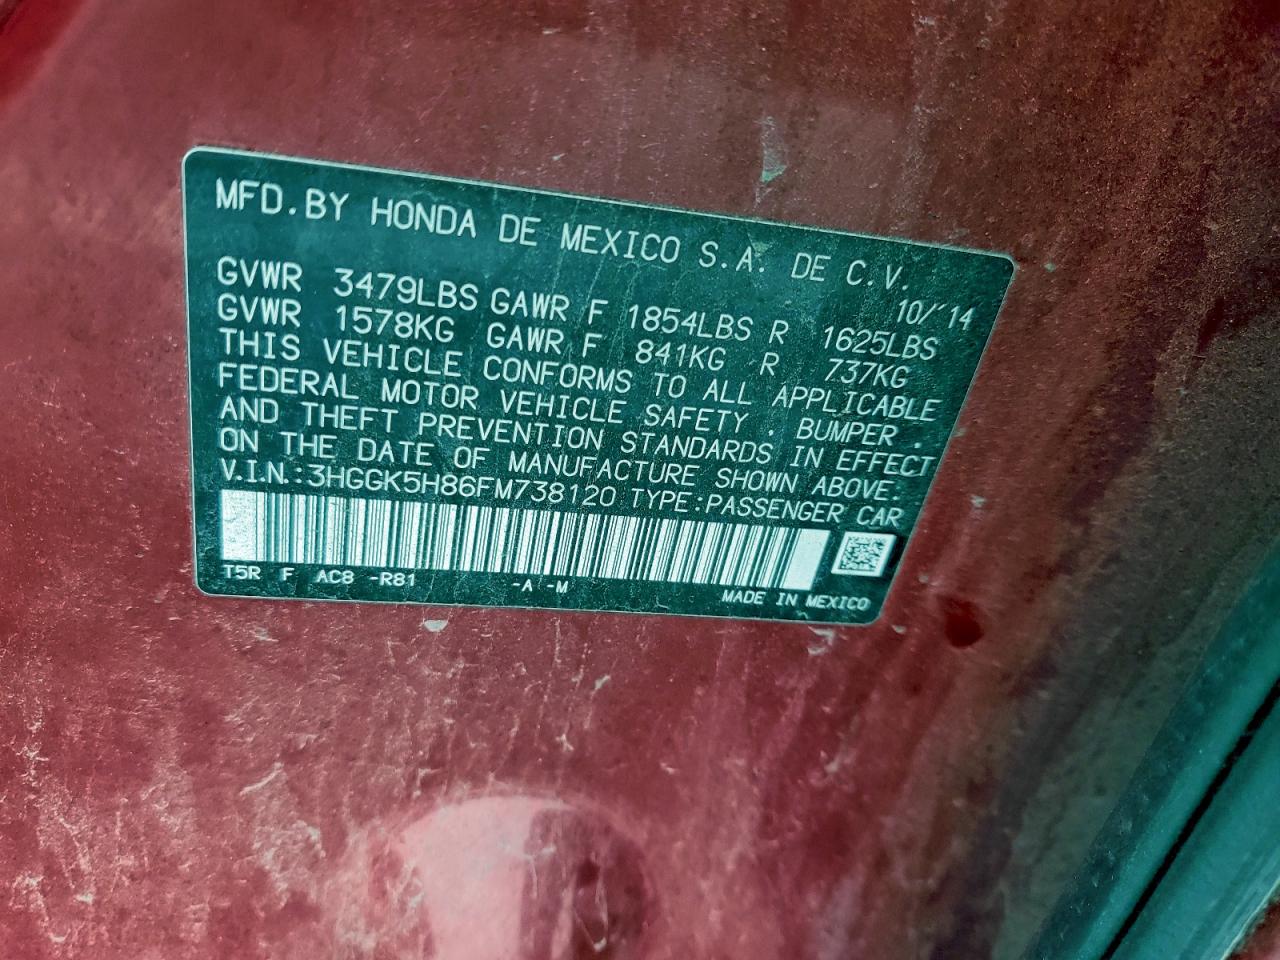 MFD.BY HONDA DE MEXICO S.A. DE C.V.
10/'14
GVWR 3479LBS GAWR F 1854LBS R 1625LBS
GVWR 1578KG GAWR F 841KG R 737KG
THIS VEHICLE CONFORMS TO ALL APPLICABLE
FEDERAL MOTOR VEHICLE SAFETY , BUMPER ,
AND THEFT PREVENTION STANDARDS IN EFFECT
ON THE DATE OF MANUFACTURE SHOWN ABOVE.
V.I.N.:3HGGK5H86FM738120 TYPE:PASSENGER CAR
T5R F AC8 -R81 -A -M
MADE IN MEXICO